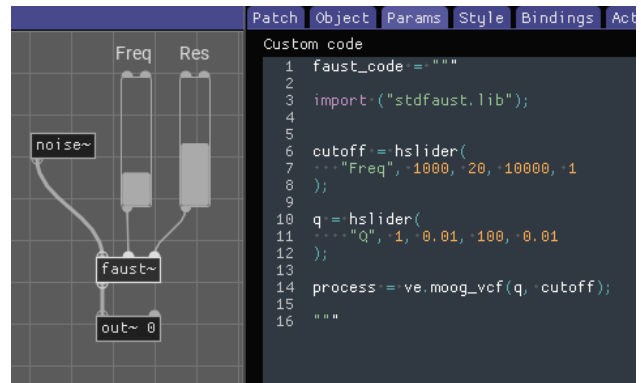 Patch Object Params Style Bindings Act
Custom code
Freq Res
noise~
faust~
out~ 0
1 faust_code = """
2
3 import ("stdfaust.lib");
4
5
6 cutoff = hslider(
7 "Freq", 1000, 20, 10000, 1
8 );
9
10 q = hslider(
11 "Q", 1, 0.01, 100, 0.01
12 );
13
14 process = ve.moog_vcf(q, cutoff);
15
16 """